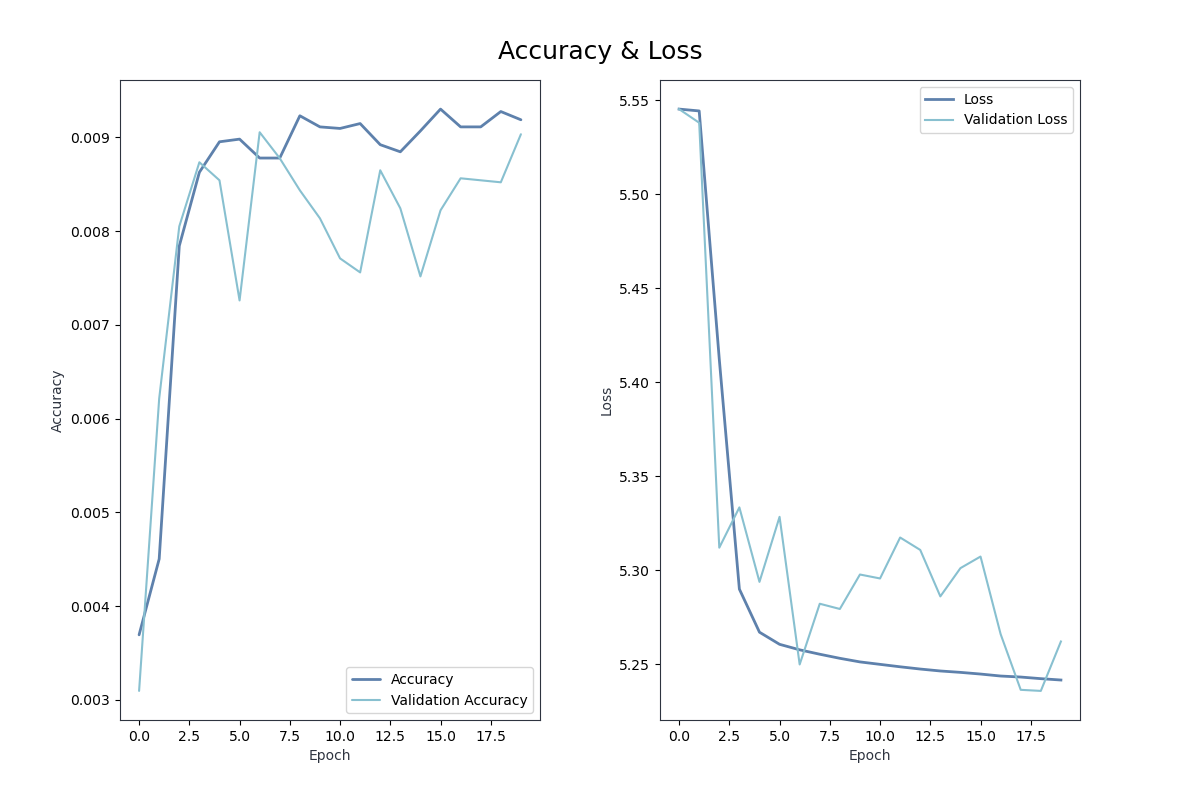 Accuracy & Loss
Accuracy
0.009
0.008
0.007
0.006
0.005
0.004
0.003
0.0 2.5 5.0 7.5 10.0 12.5 15.0 17.5
Epoch
Accuracy
Validation Accuracy
Loss
5.55
5.50
5.45
5.40
5.35
5.30
5.25
0.0 2.5 5.0 7.5 10.0 12.5 15.0 17.5
Epoch
Loss
Validation Loss